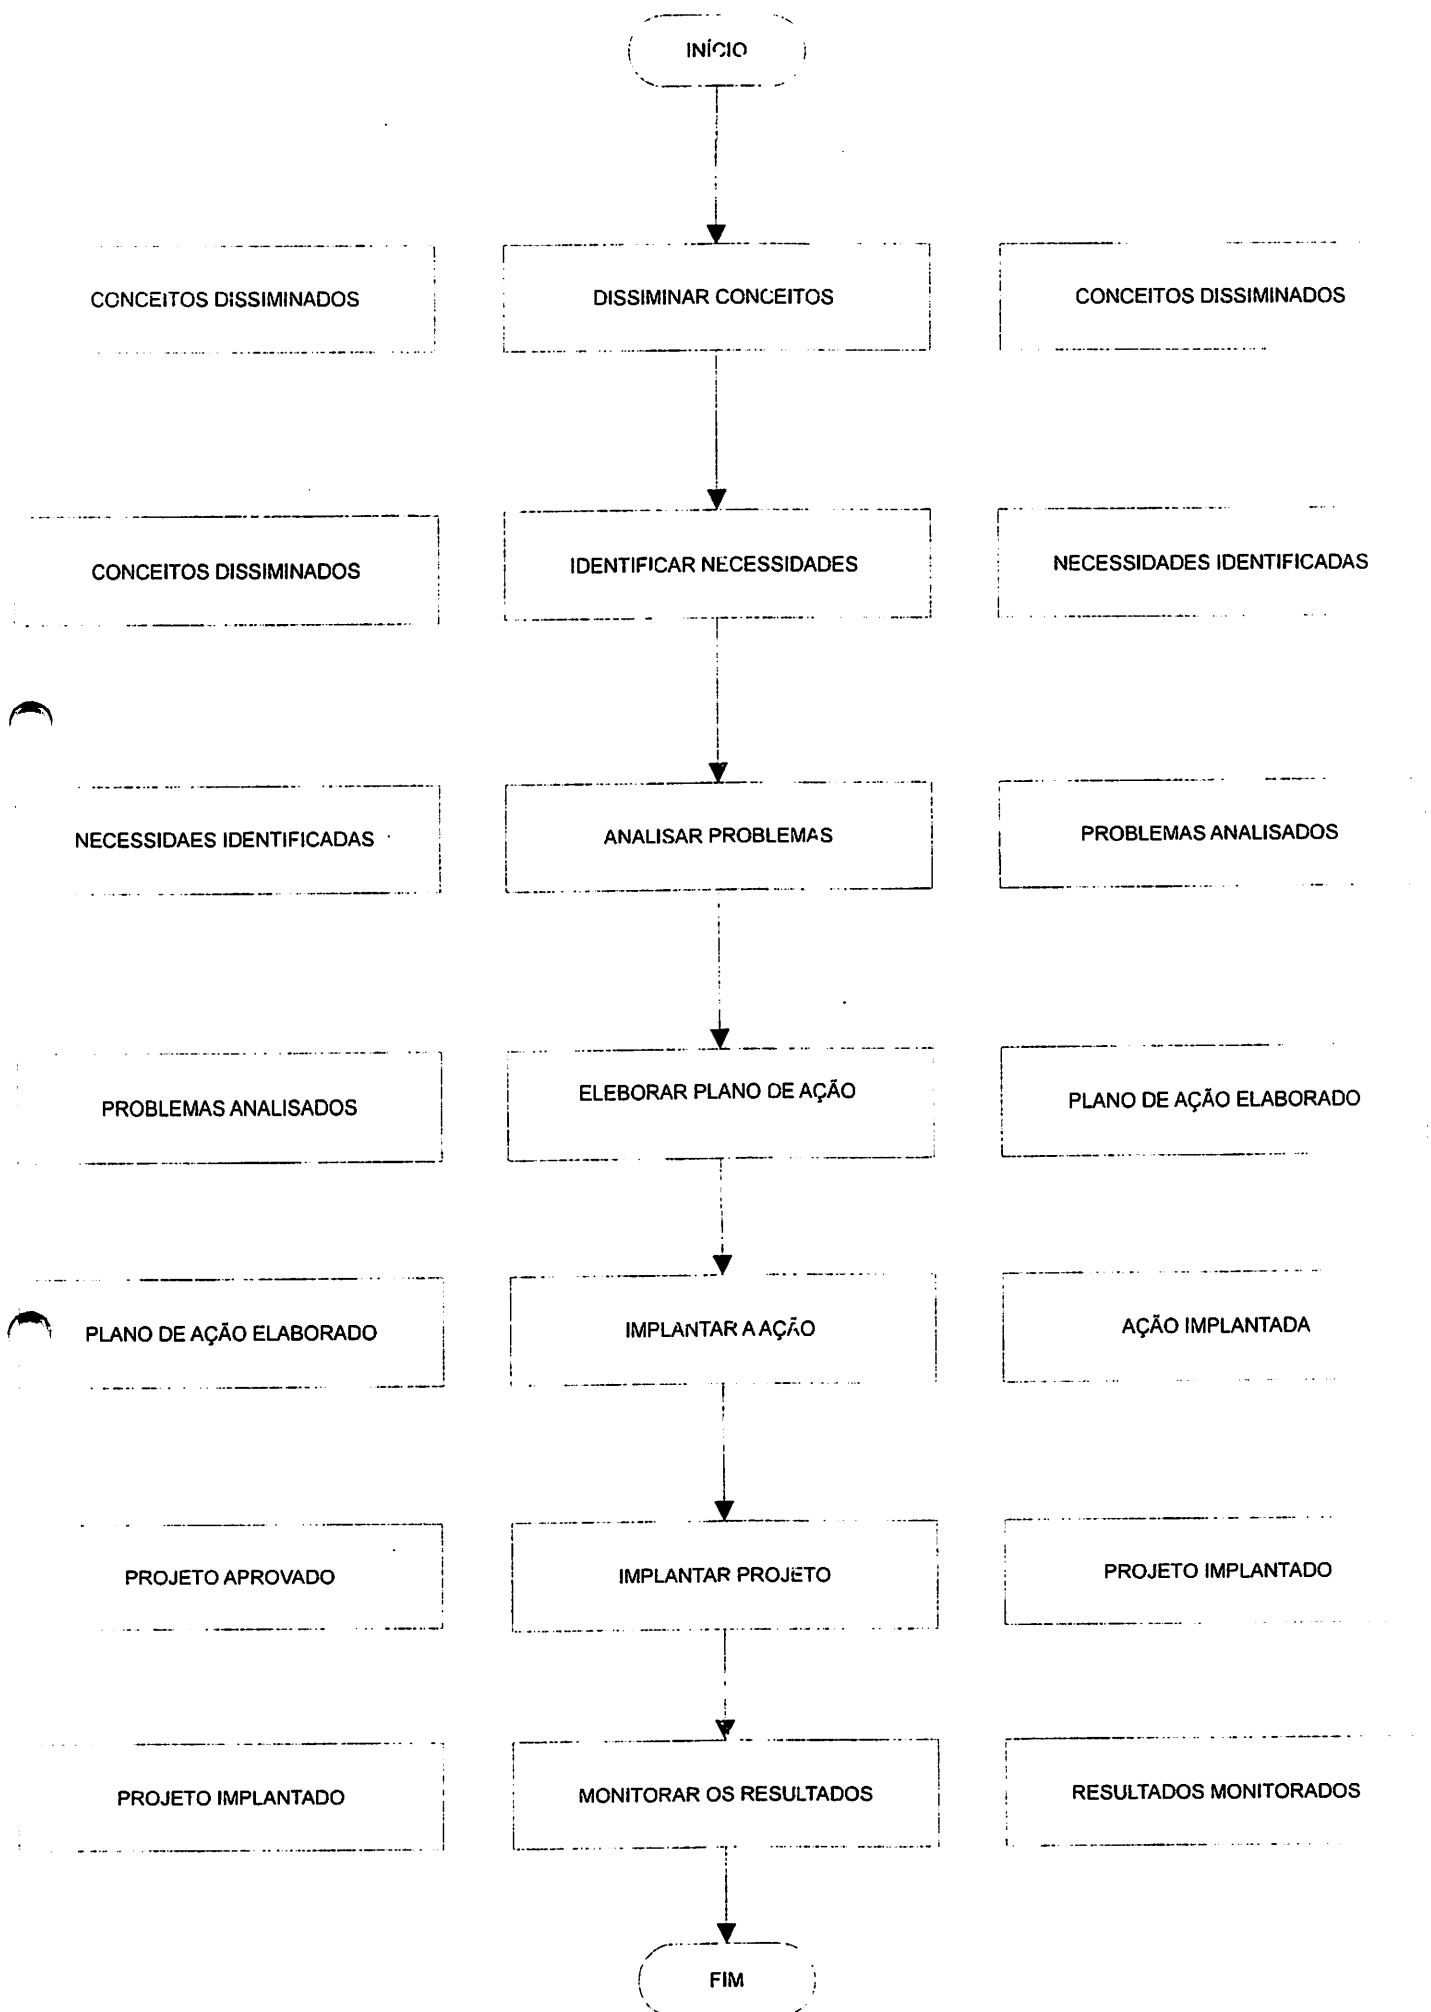 INÍCIO
CONCEITOS DISSIMINADOS
DISSIMINAR CONCEITOS
CONCEITOS DISSIMINADOS
CONCEITOS DISSIMINADOS
IDENTIFICAR NECESSIDADES
NECESSIDADES IDENTIFICADAS
NECESSIDAES IDENTIFICADAS
ANALISAR PROBLEMAS
PROBLEMAS ANALISADOS
PROBLEMAS ANALISADOS
ELEBORAR PLANO DE AÇÃO
PLANO DE AÇÃO ELABORADO
PLANO DE AÇÃO ELABORADO
IMPLANTAR A AÇÃO
AÇÃO IMPLANTADA
PROJETO APROVADO
IMPLANTAR PROJETO
PROJETO IMPLANTADO
PROJETO IMPLANTADO
MONITORAR OS RESULTADOS
RESULTADOS MONITORADOS
FIM